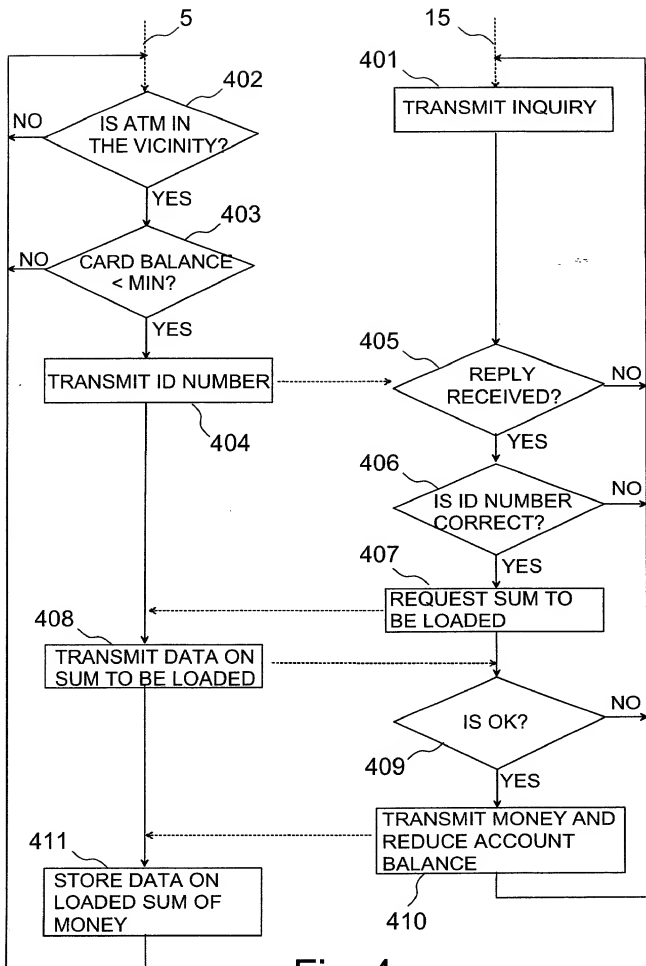 5
15
402
401
IS ATM IN
THE VICINITY?
NO
TRANSMIT INQUIRY
YES
403
CARD BALANCE
< MIN?
NO
YES
TRANSMIT ID NUMBER
404
405
REPLY
RECEIVED?
NO
YES
406
IS ID NUMBER
CORRECT?
NO
YES
407
REQUEST SUM TO
BE LOADED
408
TRANSMIT DATA ON
SUM TO BE LOADED
IS OK?
NO
409
YES
TRANSMIT MONEY AND
REDUCE ACCOUNT
BALANCE
410
411
STORE DATA ON
LOADED SUM OF
MONEY
Fig. 4